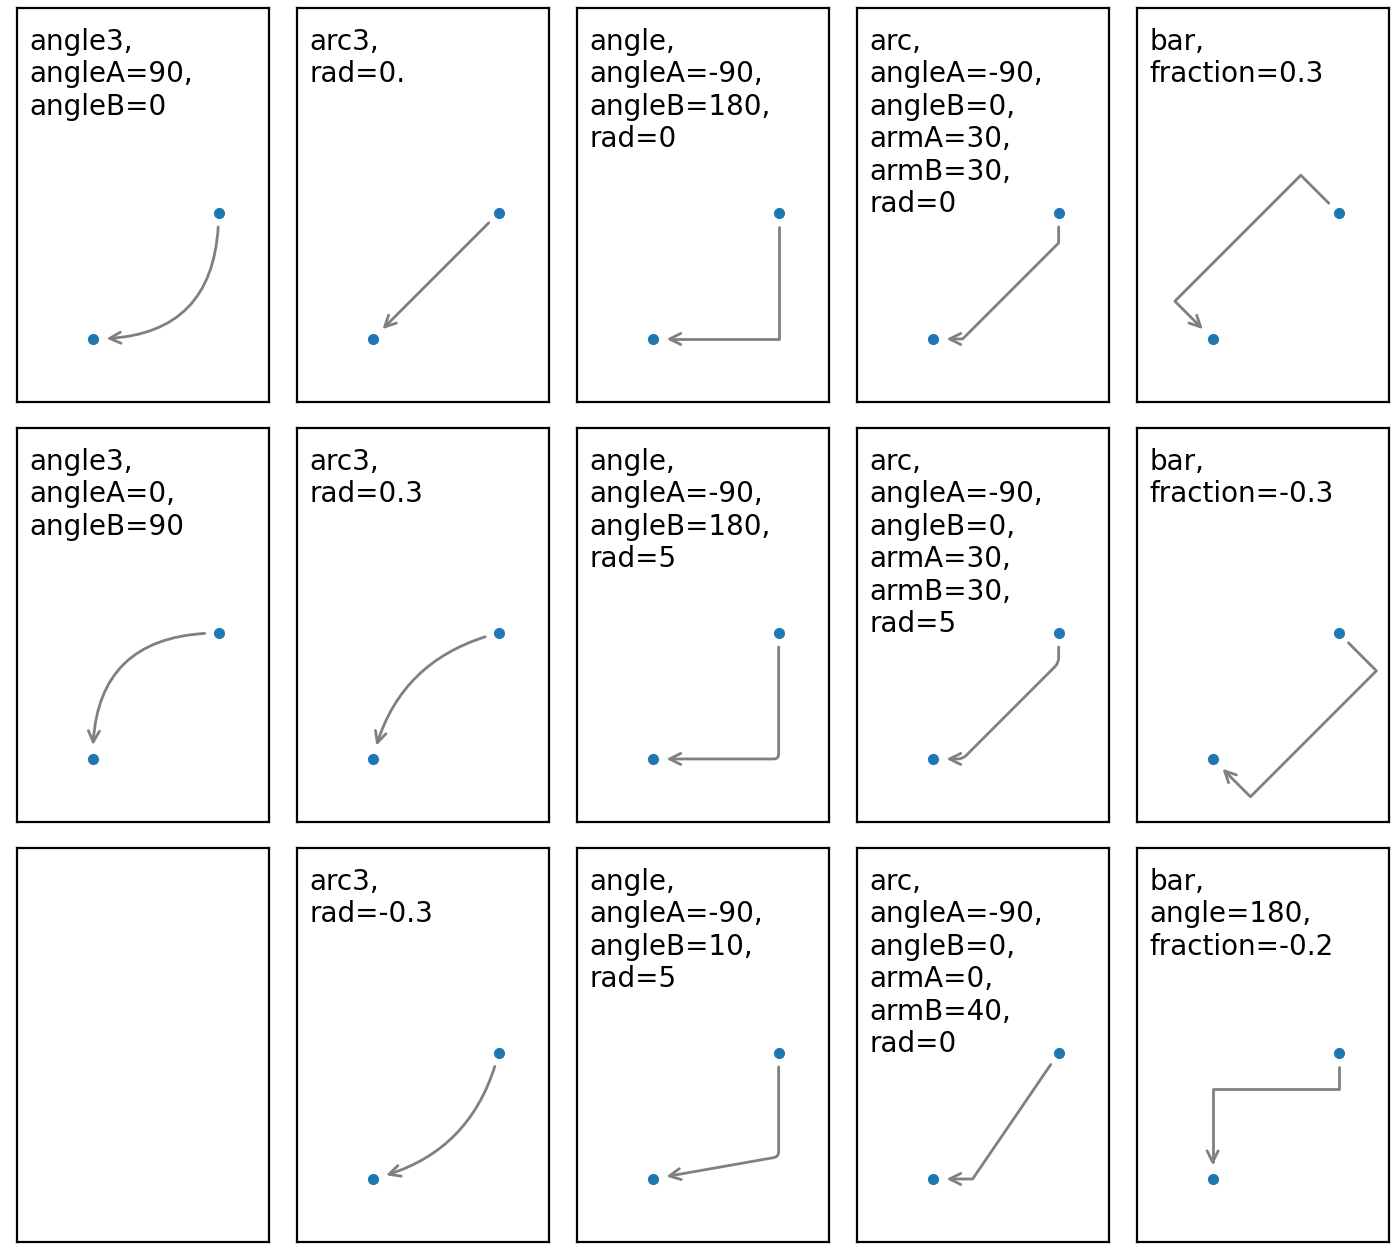 angle3,
angleA=90,
angleB=0
arc3,
rad=0.
angle,
angleA=-90,
angleB=180,
rad=0
arc,
angleA=-90,
angleB=0,
armA=30,
armB=30,
rad=0
bar,
fraction=0.3
angle3,
angleA=0,
angleB=90
arc3,
rad=0.3
angle,
angleA=-90,
angleB=180,
rad=5
arc,
angleA=-90,
angleB=0,
armA=30,
armB=30,
rad=5
bar,
fraction=-0.3
arc3,
rad=-0.3
angle,
angleA=-90,
angleB=10,
rad=5
arc,
angleA=-90,
angleB=0,
armA=0,
armB=40,
rad=0
bar,
angle=180,
fraction=-0.2